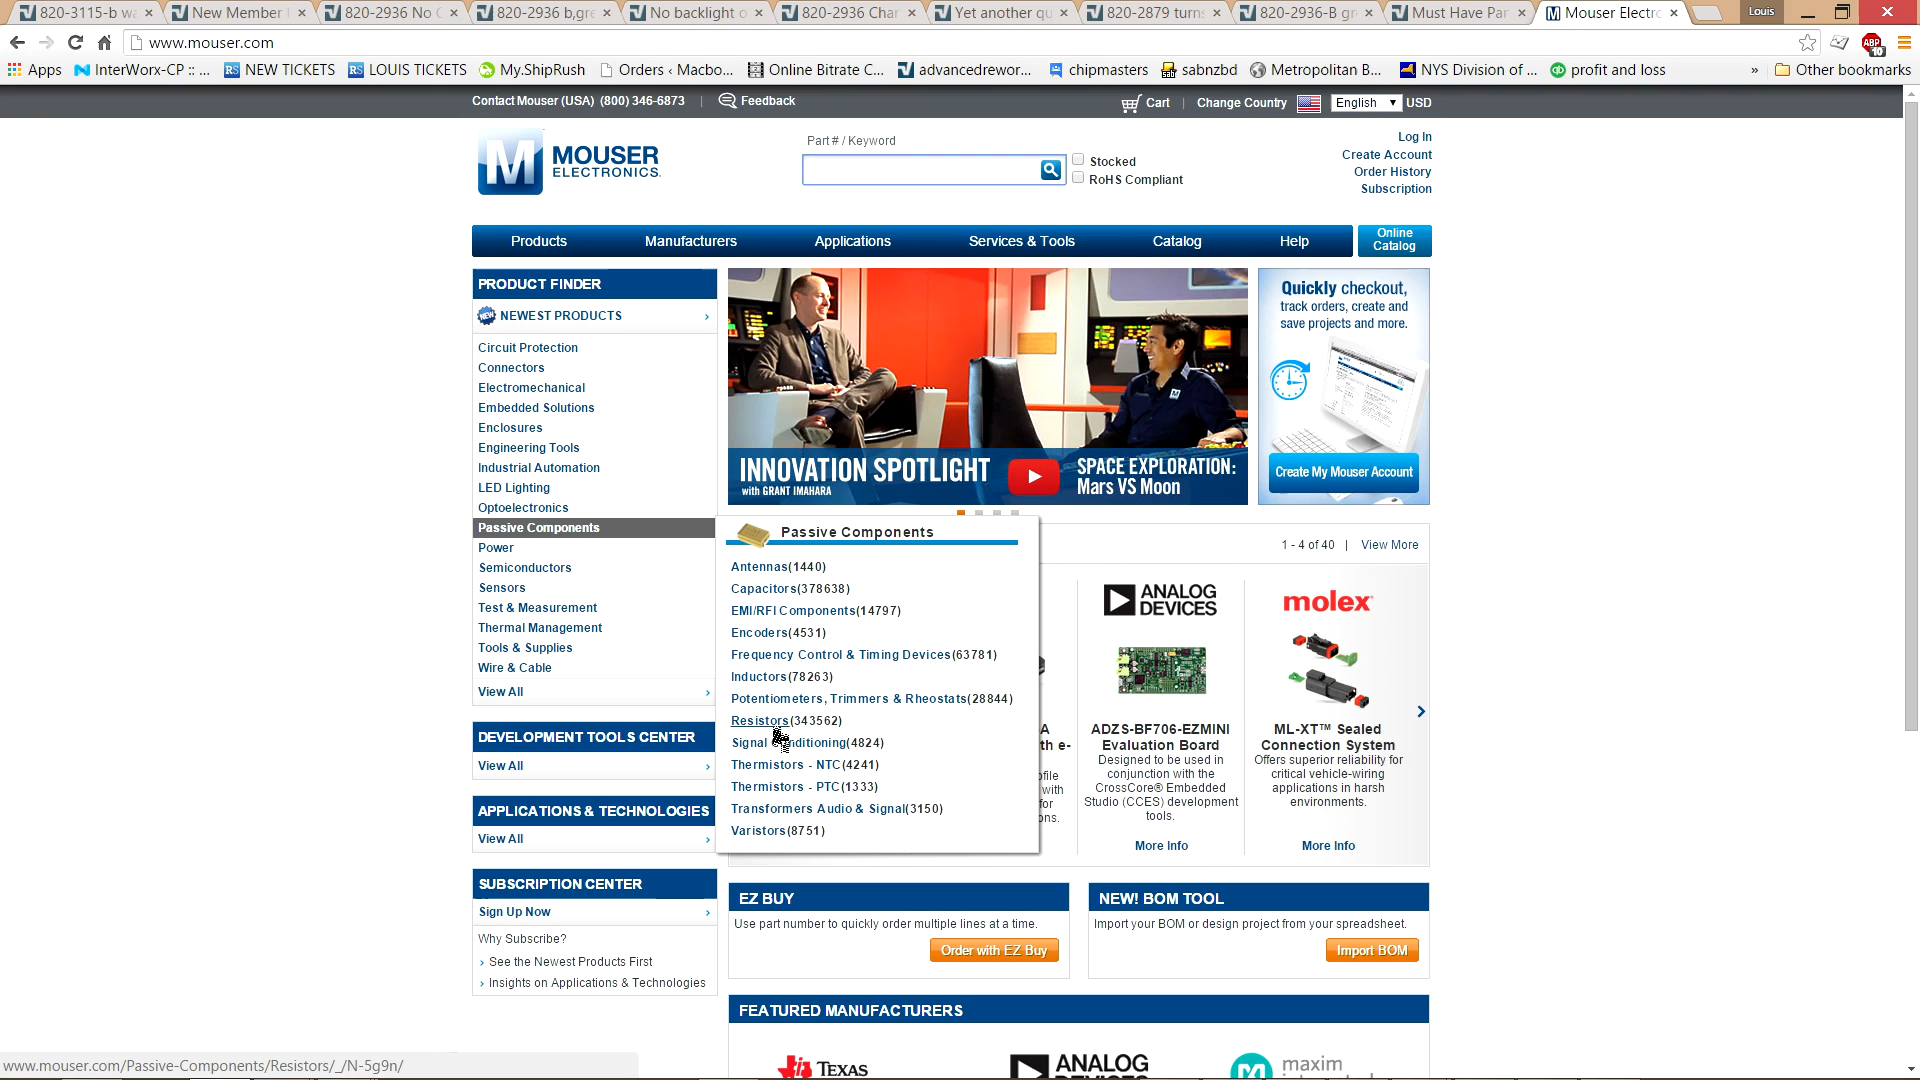 820-3115-b wa
New Member
820-2936 No C
820-2936 b,gre
No backlight o
820-2936 Char
Yet another qu
820-2879 turns
820-2936-B gr
Must Have Par
Mouser Electro
Louis
www.mouser.com
ABP
10
Apps
InterWorx-CP :: ...
NEW TICKETS
LOUIS TICKETS
My.ShipRush
Orders ‹ Macbo...
Online Bitrate C...
advancedrewor...
chipmasters
sabnzbd
Metropolitan B...
NYS Division of ...
profit and loss
»
Other bookmarks
Contact Mouser (USA) (800) 346-6873 | Feedback
Cart | Change Country English USD
MOUSER
ELECTRONICS.
Part # / Keyword
Stocked
RoHS Compliant
Log In
Create Account
Order History
Subscription
Products
Manufacturers
Applications
Services & Tools
Catalog
Help
Online
Catalog
PRODUCT FINDER
NEW NEWEST PRODUCTS ›
Circuit Protection
Connectors
Electromechanical
Embedded Solutions
Enclosures
Engineering Tools
Industrial Automation
LED Lighting
Optoelectronics
Passive Components
Power
Semiconductors
Sensors
Test & Measurement
Thermal Management
Tools & Supplies
Wire & Cable
View All ›
DEVELOPMENT TOOLS CENTER
View All ›
APPLICATIONS & TECHNOLOGIES
View All ›
SUBSCRIPTION CENTER
Sign Up Now ›
Why Subscribe?
› See the Newest Products First
› Insights on Applications & Technologies
INNOVATION SPOTLIGHT
with GRANT IMAHARA
SPACE EXPLORATION:
Mars VS Moon
Quickly checkout,
track orders, create and
save projects and more.
Create My Mouser Account
Passive Components
Antennas(1440)
Capacitors(378638)
EMI/RFI Components(14797)
Encoders(4531)
Frequency Control & Timing Devices(63781)
Inductors(78263)
Potentiometers, Trimmers & Rheostats(28844)
Resistors(343562)
Signal nditioning(4824)
Thermistors - NTC(4241)
Thermistors - PTC(1333)
Transformers Audio & Signal(3150)
Varistors(8751)
1 - 4 of 40 | View More
A
th e-
ofile
with
for
ons.
ANALOG
DEVICES
ADZS-BF706-EZMINI
Evaluation Board
Designed to be used in
conjunction with the
CrossCore® Embedded
Studio (CCES) development
tools.
More Info
molex
ML-XT™ Sealed
Connection System
Offers superior reliability for
critical vehicle-wiring
applications in harsh
environments.
More Info
EZ BUY
Use part number to quickly order multiple lines at a time.
Order with EZ Buy
NEW! BOM TOOL
Import your BOM or design project from your spreadsheet.
Import BOM
FEATURED MANUFACTURERS
TEXAS
ANALOG
DEVICES
maxim
www.mouser.com/Passive-Components/Resistors/_/N-5g9n/